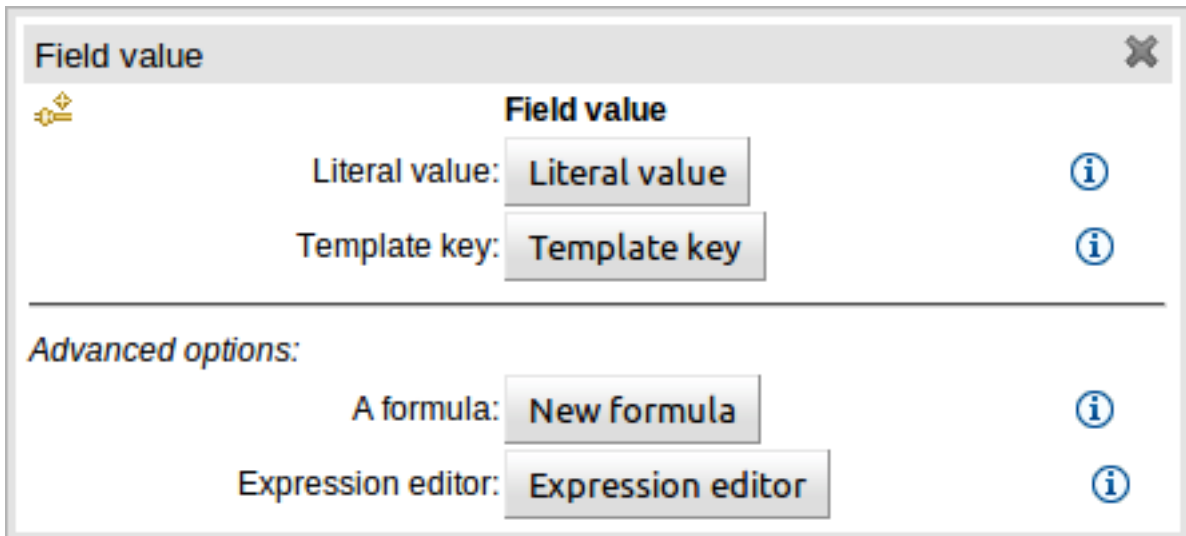 Field value
Field value
Literal value: Literal value
Template key: Template key
Advanced options:
A formula: New formula
Expression editor: Expression editor